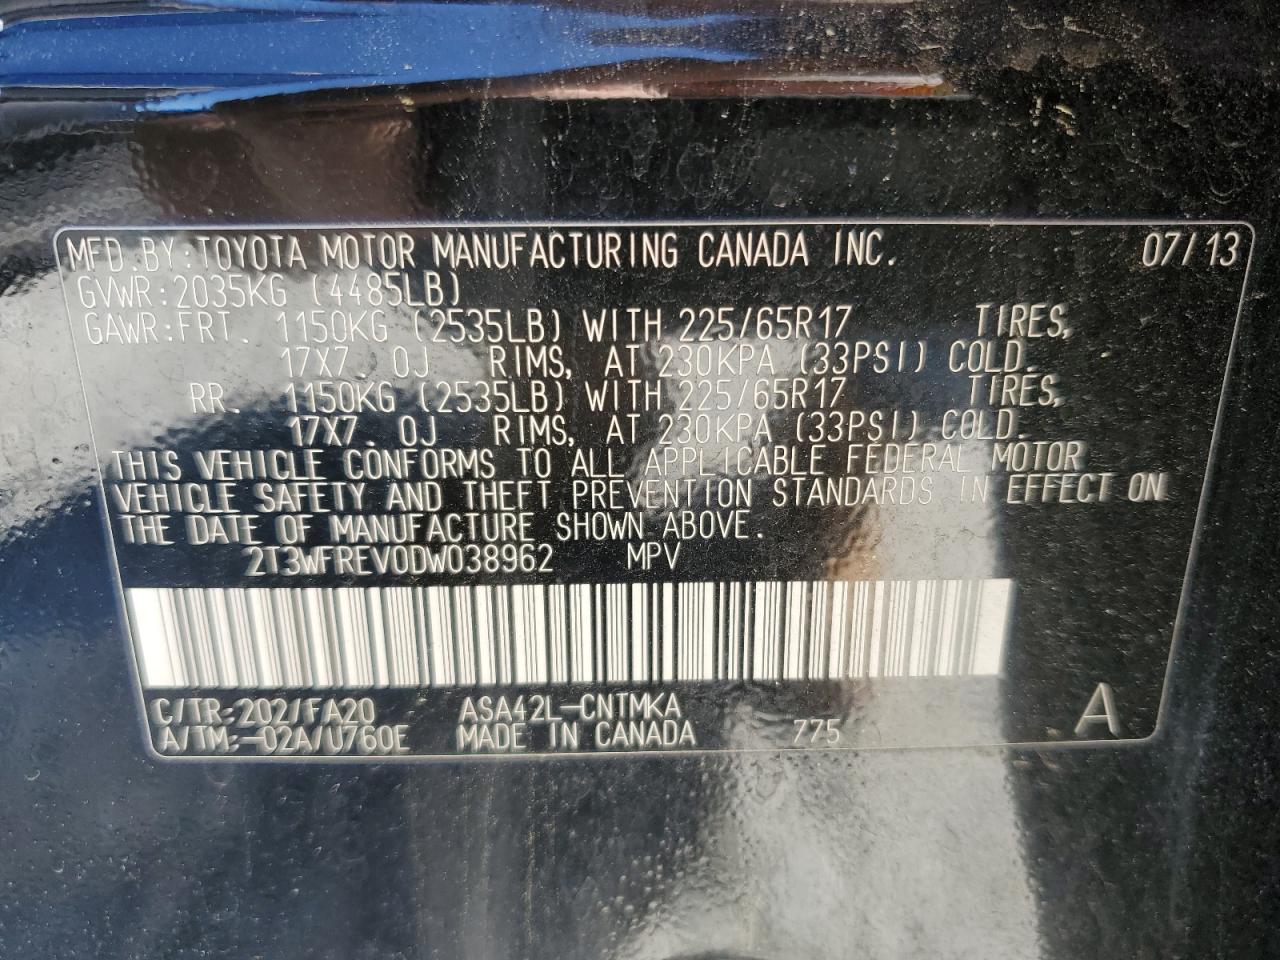 MFD.BY:TOYOTA MOTOR MANUFACTURING CANADA INC. 07/13
GVWR:2035KG (4485LB)
GAWR:FRT. 1150KG (2535LB) WITH 225/65R17 TIRES,
17X7.0J RIMS, AT 230KPA (33PSI) COLD.
RR. 1150KG (2535LB) WITH 225/65R17 TIRES,
17X7.0J RIMS, AT 230KPA (33PSI) COLD.
THIS VEHICLE CONFORMS TO ALL APPLICABLE FEDERAL MOTOR
VEHICLE SAFETY AND THEFT PREVENTION STANDARDS IN EFFECT ON
THE DATE OF MANUFACTURE SHOWN ABOVE.
2T3WFREV0DW038962 MPV
C/TR:202/FA20 ASA42L-CNTMKA
A/TM:-02A/U760E MADE IN CANADA 775 A